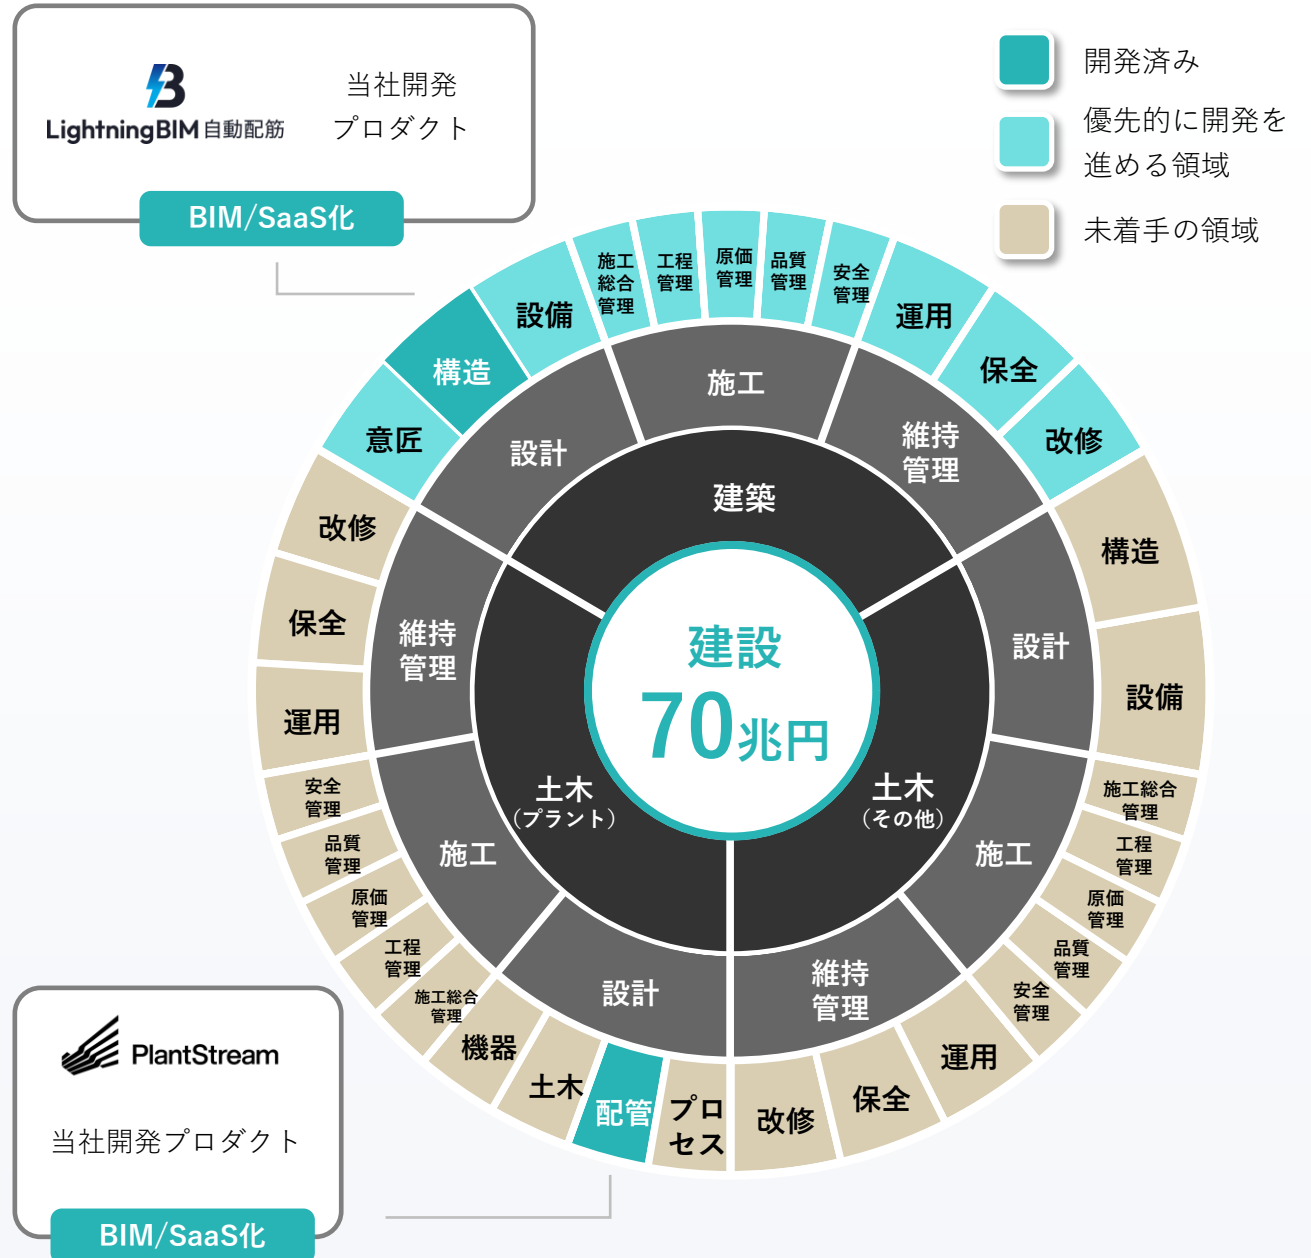 LightningBIM 自動配筋
当社開発
プロダクト
BIM/SaaS化
開発済み
優先的に開発を
進める領域
未着手の領域
意匠
構造
設備
施工
総合
管理
工程
管理
原価
管理
品質
管理
安全
管理
運用
保全
改修
設計
施工
維持
管理
建築
建設
70兆円
土木
(プラント)
土木
(その他)
構造
設備
設計
施工総合
管理
工程
管理
原価
管理
品質
管理
安全
管理
施工
運用
保全
改修
維持
管理
改修
保全
運用
維持
管理
安全
管理
品質
管理
原価
管理
工程
管理
施工総合
管理
施工
機器
土木
配管
プロ
セス
設計
PlantStream
当社開発プロダクト
BIM/SaaS化